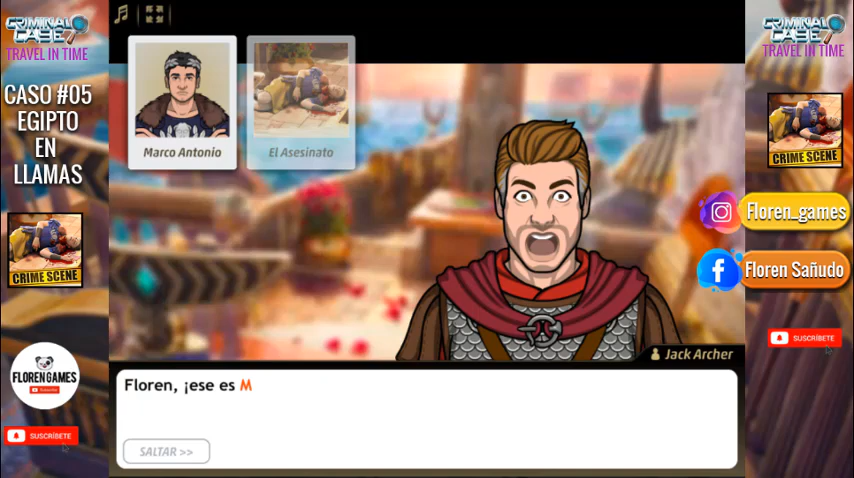 CRIMINAL
CASE
TRAVEL IN TIME
CASO #05
EGIPTO
EN
LLAMAS
CRIME SCENE
FLOREN GAMES
SUSCRÍBETE
Marco Antonio
El Asesinato
Jack Archer
Floren, ¡ese es M
SALTAR >>
CRIMINAL
CASE
TRAVEL IN TIME
CRIME SCENE
Floren_games
Floren Sañudo
SUSCRÍBETE